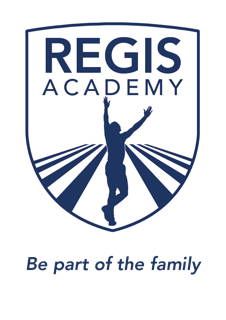 REGIS
ACADEMY
Be part of the family